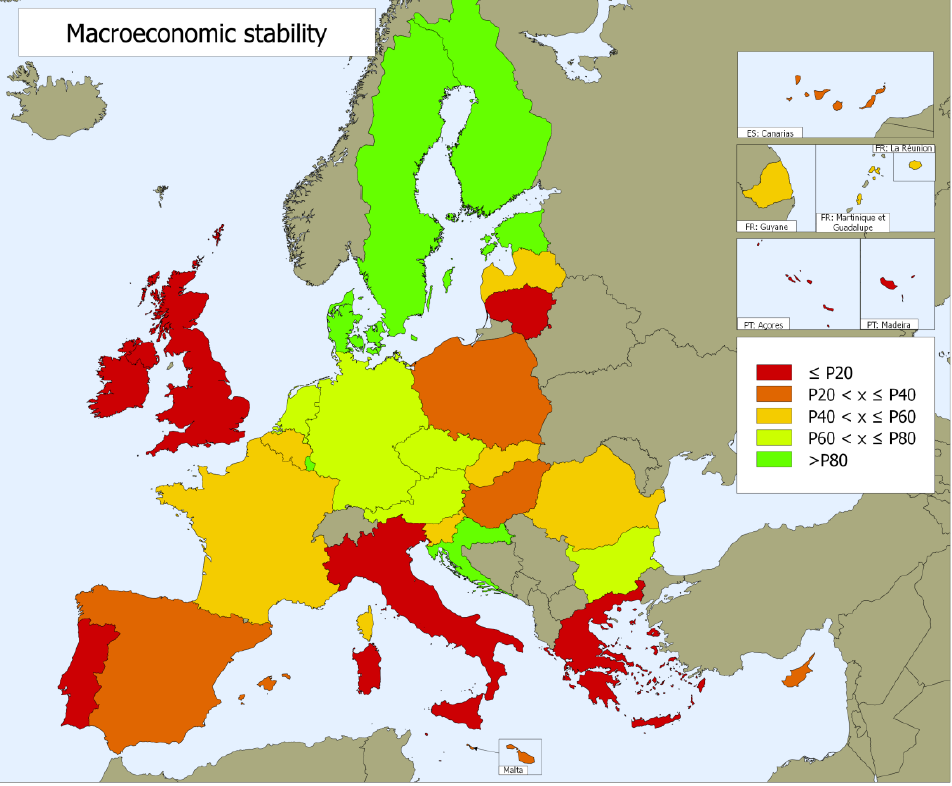 Macroeconomic stability
ES: Canarias
FR: La Réunion
FR: Guyane
FR: Martinique et
Guadalupe
PT: Açores
PT: Madeira
≤ P20
P20 < x ≤ P40
P40 < x ≤ P60
P60 < x ≤ P80
>P80
Malta